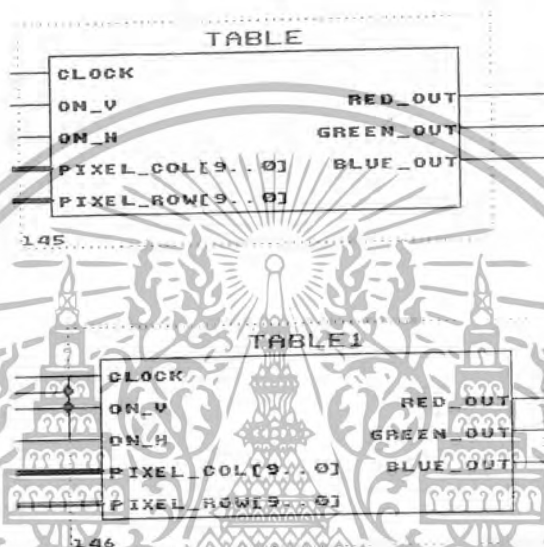 TABLE
CLOCK
ON_V
RED_OUT
ON_H
GREEN_OUT
PIXEL_COL[9..0]
BLUE_OUT
PIXEL_ROW[9..0]
145
TABLE1
CLOCK
ON_V
RED_OUT
ON_H
GREEN_OUT
PIXEL_COL[9..0]
BLUE_OUT
PIXEL_ROW[9..0]
146